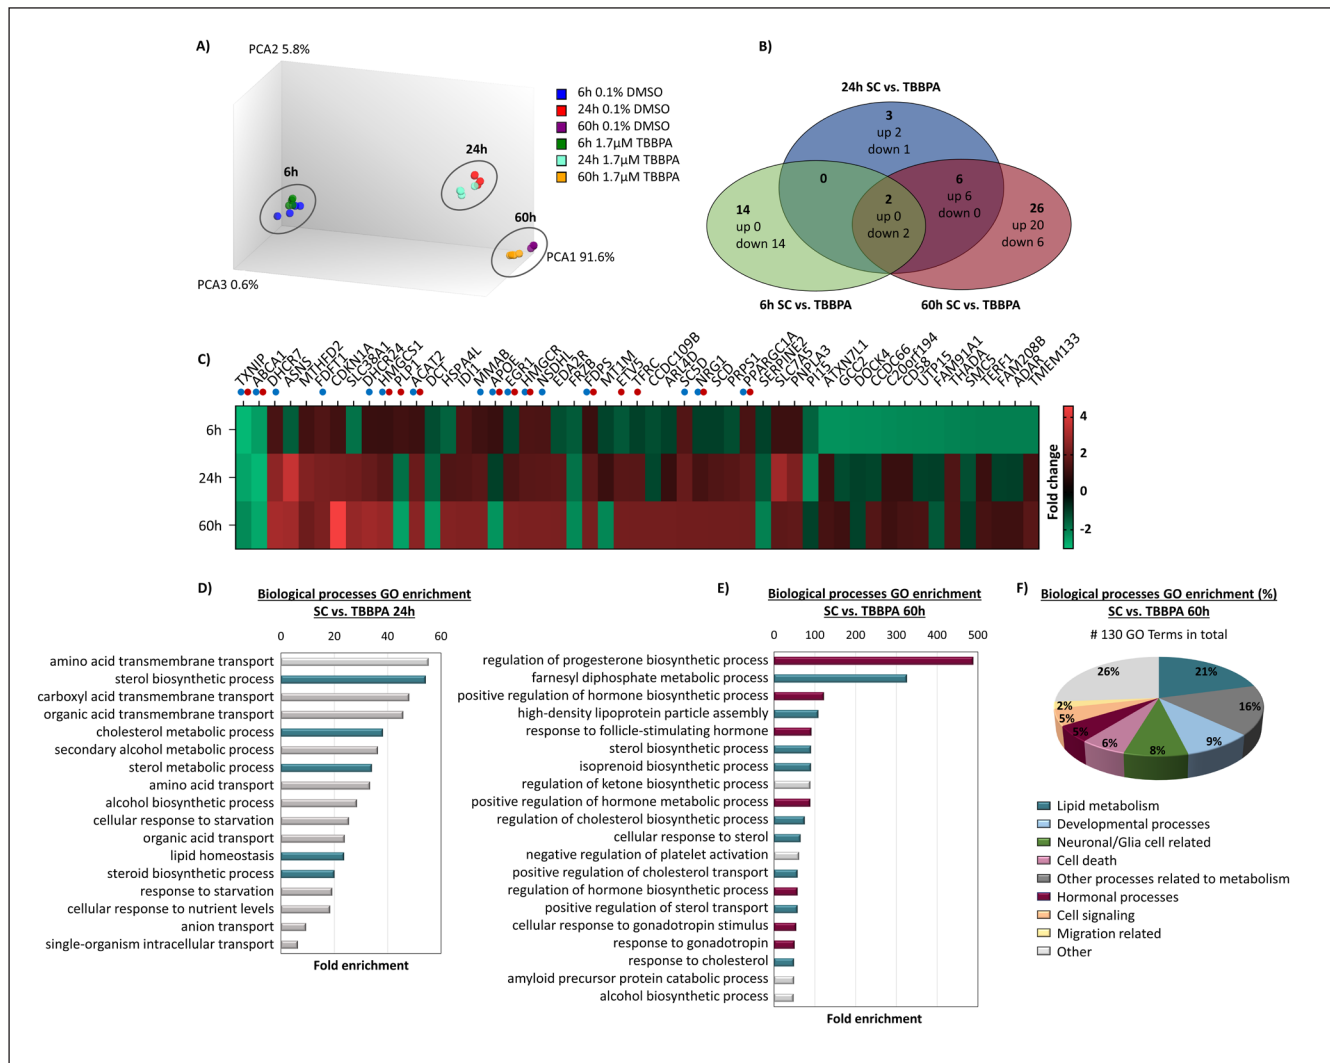 A)
PCA2 5.8%
6h
24h
60h
PCA1 91.6%
PCA3 0.6%
6h 0.1% DMSO
24h 0.1% DMSO
60h 0.1% DMSO
6h 1.7µM TBBPA
24h 1.7µM TBBPA
60h 1.7µM TBBPA
B)
24h SC vs. TBBPA
3
up 2
down 1
0
6
up 6
down 0
2
up 0
down 2
14
up 0
down 14
26
up 20
down 6
6h SC vs. TBBPA
60h SC vs. TBBPA
C)
TXNIP
ABCA1
DHCR7
ASNS
MTHFD2
FDFT1
CDKN1A
SLC38A1
DHCR24
HMGCS1
PLTP
ACAT2
DCT
HSPA4L
IDI1
MMAB
APOE
EGR1
HMGCR
NSDHL
EDA2R
FRZB
FDPS
MT1M
ETV5
VPRC
CCDC109B
ARL4D
SC5D
NRG1
SCD
PRPS1
PPARGC1A
SERPINE2
SLC7A5
PNPLA3
PI15
ATXN7L1
GCC2
DOCK4
CCDC66
C20orf194
CD58
UTP15
FAM91A1
THADA
SMC5
TERF1
FAM208B
ADAR
TMEM133
6h
24h
60h
4
2
0
-2
Fold change
D)
Biological processes GO enrichment
SC vs. TBBPA 24h
0 20 40 60
amino acid transmembrane transport
sterol biosynthetic process
carboxyl acid transmembrane transport
organic acid transmembrane transport
cholesterol metabolic process
secondary alcohol metabolic process
sterol metabolic process
amino acid transport
alcohol biosynthetic process
cellular response to starvation
organic acid transport
lipid homeostasis
steroid biosynthetic process
response to starvation
cellular response to nutrient levels
anion transport
single-organism intracellular transport
Fold enrichment
E)
Biological processes GO enrichment
SC vs. TBBPA 60h
0 100 200 300 400 500
regulation of progesterone biosynthetic process
farnesyl diphosphate metabolic process
positive regulation of hormone biosynthetic process
high-density lipoprotein particle assembly
response to follicle-stimulating hormone
sterol biosynthetic process
isoprenoid biosynthetic process
regulation of ketone biosynthetic process
positive regulation of hormone metabolic process
regulation of cholesterol biosynthetic process
cellular response to sterol
negative regulation of platelet activation
positive regulation of cholesterol transport
regulation of hormone biosynthetic process
positive regulation of sterol transport
cellular response to gonadotropin stimulus
response to gonadotropin
response to cholesterol
amyloid precursor protein catabolic process
alcohol biosynthetic process
Fold enrichment
F)
Biological processes GO enrichment (%)
SC vs. TBBPA 60h
# 130 GO Terms in total
26%
21%
16%
9%
8%
6%
5%
5%
2%
Lipid metabolism
Developmental processes
Neuronal/Glia cell related
Cell death
Other processes related to metabolism
Hormonal processes
Cell signaling
Migration related
Other